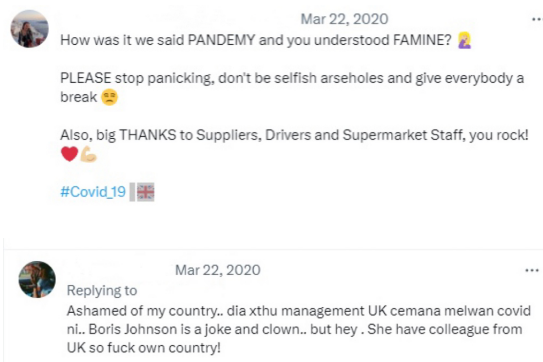 Mar 22, 2020
How was it we said PANDEMY and you understood FAMINE? 🤦🏼‍♀️
PLEASE stop panicking, don't be selfish arseholes and give everybody a
break 😒
Also, big THANKS to Suppliers, Drivers and Supermarket Staff, you rock!
❤️💪🏼
#Covid_19 🇬🇧
Mar 22, 2020
Replying to
Ashamed of my country.. dia xthu management UK cemana melwan covid
ni.. Boris Johnson is a joke and clown.. but hey . She have colleague from
UK so fuck own country!